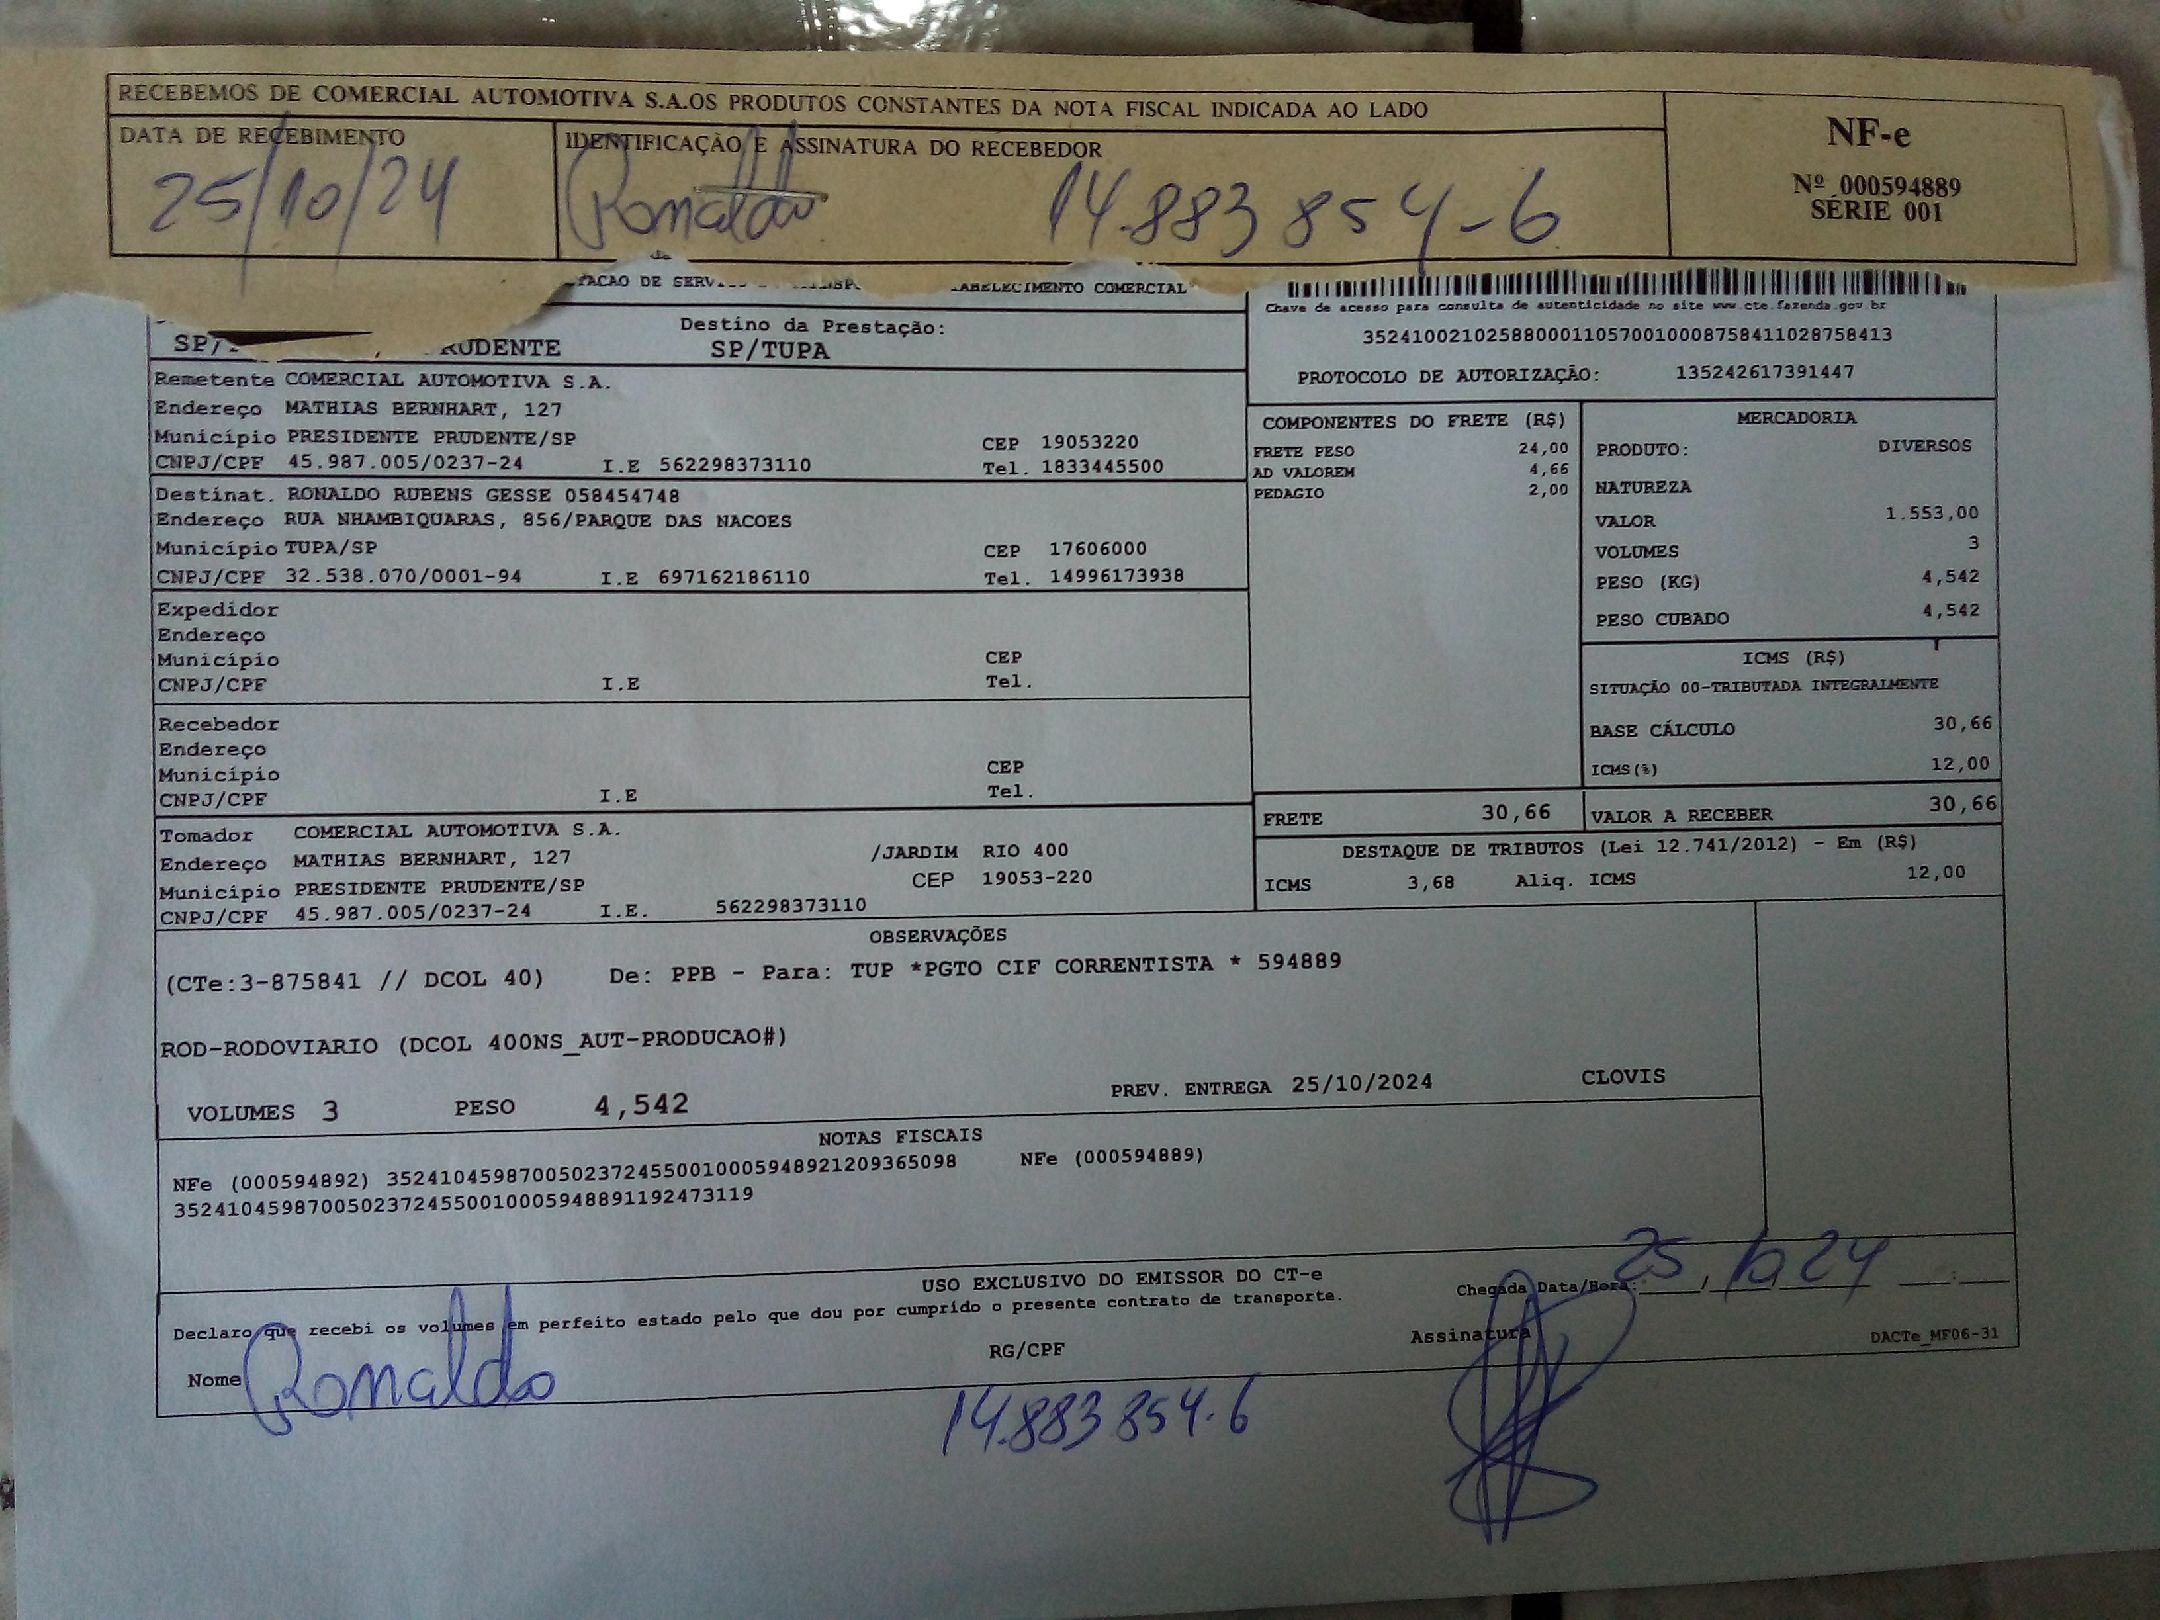 RECEBEMOS DE COMERCIAL AUTOMOTIVA S.A.OS PRODUTOS CONSTANTES DA NOTA FISCAL INDICADA AO LADO
DATA DE RECEBIMENTO
25/10/24
IDENTIFICAÇÃO E ASSINATURA DO RECEBEDOR
Ronaldo 14.883 854-6
NF-e
Nº 000594889
SÉRIE 001
ESTABELECIMENTO COMERCIAL
Destino da Prestação:
PRUDENTE SP/TUPA
Chave de acesso para consulta de autenticidade no site www.cte.fazenda.gov.br
35241002102588000110570010008758411028758413
PROTOCOLO DE AUTORIZAÇÃO: 135242617391447
Remetente COMERCIAL AUTOMOTIVA S.A.
Endereço MATHIAS BERNHART, 127
Município PRESIDENTE PRUDENTE/SP CEP 19053220
CNPJ/CPF 45.987.005/0237-24 I.E 562298373110 Tel. 1833445500
Destinat. RONALDO RUBENS GESSE 058454748
Endereço RUA NHAMBIQUARAS, 856/PARQUE DAS NACOES
Município TUPA/SP CEP 17606000
CNPJ/CPF 32.538.070/0001-94 I.E 697162186110 Tel. 14996173938
Expedidor
Endereço
Município CEP
CNPJ/CPF I.E Tel.
Recebedor
Endereço
Município CEP
CNPJ/CPF I.E Tel.
Tomador COMERCIAL AUTOMOTIVA S.A.
Endereço MATHIAS BERNHART, 127 /JARDIM RIO 400
Município PRESIDENTE PRUDENTE/SP CEP 19053-220
CNPJ/CPF 45.987.005/0237-24 I.E. 562298373110
COMPONENTES DO FRETE (R$)
FRETE PESO 24,00
AD VALOREM 4,66
PEDAGIO 2,00
MERCADORIA
PRODUTO: DIVERSOS
NATUREZA
VALOR 1.553,00
VOLUMES 3
PESO (KG) 4,542
PESO CUBADO 4,542
ICMS (R$)
SITUAÇÃO 00-TRIBUTADA INTEGRALMENTE
BASE CÁLCULO 30,66
ICMS(%) 12,00
FRETE 30,66 VALOR A RECEBER 30,66
DESTAQUE DE TRIBUTOS (Lei 12.741/2012) - Em (R$)
ICMS 3,68 Aliq. ICMS 12,00
OBSERVAÇÕES
(CTe:3-875841 // DCOL 40) De: PPB - Para: TUP *PGTO CIF CORRENTISTA * 594889
ROD-RODOVIARIO (DCOL 400NS_AUT-PRODUCAO#)
VOLUMES 3 PESO 4,542 PREV. ENTREGA 25/10/2024 CLOVIS
NOTAS FISCAIS
NFe (000594892) 35241045987005023724550010005948921209365098 NFe (000594889)
35241045987005023724550010005948891192473119
USO EXCLUSIVO DO EMISSOR DO CT-e
Declaro que recebi os volumes em perfeito estado pelo que dou por cumprido o presente contrato de transporte.
Chegada Data/Hora: 25/10 24
Nome Ronaldo RG/CPF Assinatura DACTe_MF06-31
14.883 854-6